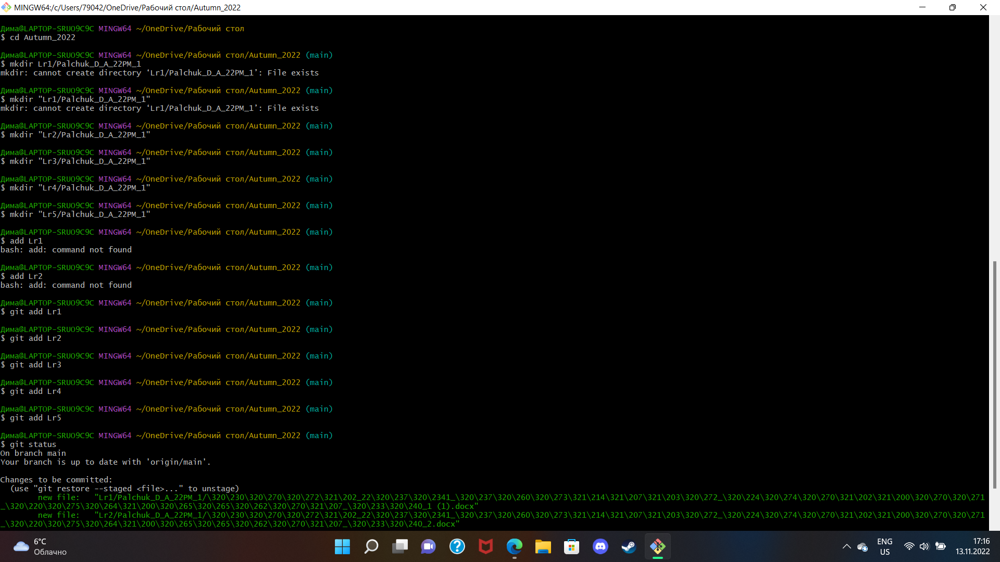 MINGW64:/c/Users/79042/OneDrive/Рабочий стол/Autumn_2022
Дима@LAPTOP-SRUO9C9C MINGW64 ~/OneDrive/Рабочий стол
$ cd Autumn_2022
Дима@LAPTOP-SRUO9C9C MINGW64 ~/OneDrive/Рабочий стол/Autumn_2022 (main)
$ mkdir Lr1/Palchuk_D_A_22PM_1
mkdir: cannot create directory ‘Lr1/Palchuk_D_A_22PM_1’: File exists
Дима@LAPTOP-SRUO9C9C MINGW64 ~/OneDrive/Рабочий стол/Autumn_2022 (main)
$ mkdir "Lr1/Palchuk_D_A_22PM_1"
mkdir: cannot create directory ‘Lr1/Palchuk_D_A_22PM_1’: File exists
Дима@LAPTOP-SRUO9C9C MINGW64 ~/OneDrive/Рабочий стол/Autumn_2022 (main)
$ mkdir "Lr2/Palchuk_D_A_22PM_1"
Дима@LAPTOP-SRUO9C9C MINGW64 ~/OneDrive/Рабочий стол/Autumn_2022 (main)
$ mkdir "Lr3/Palchuk_D_A_22PM_1"
Дима@LAPTOP-SRUO9C9C MINGW64 ~/OneDrive/Рабочий стол/Autumn_2022 (main)
$ mkdir "Lr4/Palchuk_D_A_22PM_1"
Дима@LAPTOP-SRUO9C9C MINGW64 ~/OneDrive/Рабочий стол/Autumn_2022 (main)
$ mkdir "Lr5/Palchuk_D_A_22PM_1"
Дима@LAPTOP-SRUO9C9C MINGW64 ~/OneDrive/Рабочий стол/Autumn_2022 (main)
$ add Lr1
bash: add: command not found
Дима@LAPTOP-SRUO9C9C MINGW64 ~/OneDrive/Рабочий стол/Autumn_2022 (main)
$ add Lr2
bash: add: command not found
Дима@LAPTOP-SRUO9C9C MINGW64 ~/OneDrive/Рабочий стол/Autumn_2022 (main)
$ git add Lr1
Дима@LAPTOP-SRUO9C9C MINGW64 ~/OneDrive/Рабочий стол/Autumn_2022 (main)
$ git add Lr2
Дима@LAPTOP-SRUO9C9C MINGW64 ~/OneDrive/Рабочий стол/Autumn_2022 (main)
$ git add Lr3
Дима@LAPTOP-SRUO9C9C MINGW64 ~/OneDrive/Рабочий стол/Autumn_2022 (main)
$ git add Lr4
Дима@LAPTOP-SRUO9C9C MINGW64 ~/OneDrive/Рабочий стол/Autumn_2022 (main)
$ git add Lr5
Дима@LAPTOP-SRUO9C9C MINGW64 ~/OneDrive/Рабочий стол/Autumn_2022 (main)
$ git status
On branch main
Your branch is up to date with 'origin/main'.
Changes to be committed:
(use "git restore --staged <file>..." to unstage)
new file:   "Lr1/Palchuk_D_A_22PM_1/\320\230\320\270\320\272\321\202_22\320\237\320\2341_\320\237\320\260\320\273\321\214\321\207\321\203\320\272_\320\224\320\274\320\270\321\202\321\200\320\270\320\271
_\320\220\320\275\320\264\321\200\320\265\320\265\320\262\320\270\321\207_\320\233\320\240_1 (1).docx"
new file:   "Lr2/Palchuk_D_A_22PM_1/\320\230\320\270\320\272\321\202_22\320\237\320\2341_\320\237\320\260\320\273\321\214\321\207\321\203\320\272_\320\224\320\274\320\270\321\202\321\200\320\270\320\271
_\320\220\320\275\320\264\321\200\320\265\320\265\320\262\320\270\321\207_\320\233\320\240_2.docx"
6°C
Облачно
ENG
US
17:16
13.11.2022